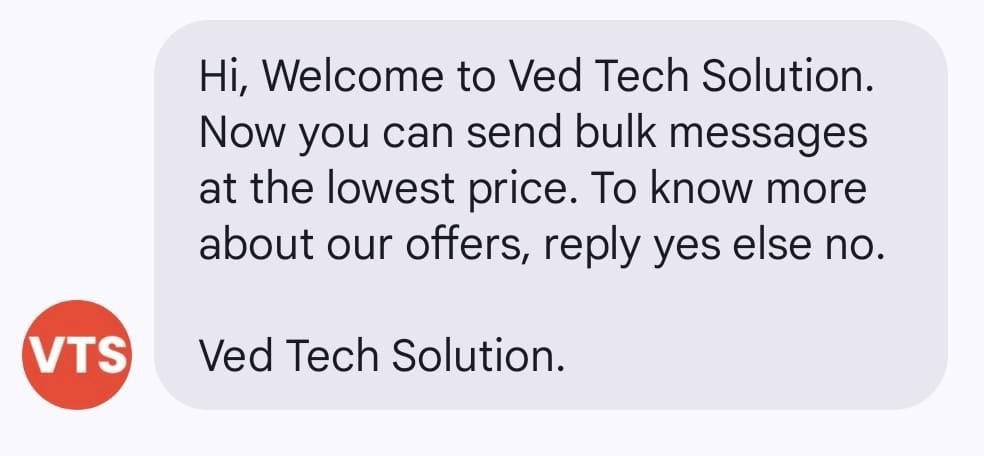 Hi, Welcome to Ved Tech Solution.
Now you can send bulk messages
at the lowest price. To know more
about our offers, reply yes else no.
Ved Tech Solution.
VTS